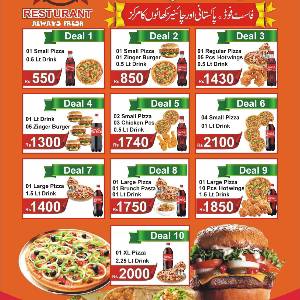 RESTURANT
ALWAYS FRESH
فاسٹ فوڈ، پاکستانی اور چائنیز کھانوں کا مرکز
Deal 1
01 Small Pizza
0.5 Lt Drink
Rs 550
Deal 2
01 Small Pizza
01 Zinger Burger
0.5 Lt Drink
Rs 850
Deal 3
01 Regular Pizza
05 Pcs Hotwings
0.5 Lt Drink
Rs 1430
Deal 4
01 Lt Drink
05 Zinger Burger
Rs 1300
Deal 5
02 Small Pizza
03 Chicken Pcs
01 Lt Drink
Rs 1740
Deal 6
04 Small Pizza
01 Lt Drink
Rs 2100
Deal 7
01 Large Pizza
1.5 Lt Drink
Rs 1400
Deal 8
01 Large Pizza
01 Brunch Pasta
01 Lt Drink
Rs 1750
Deal 9
01 Large Pizza
10 Pcs Hotwings
1.5 Lt Drink
Rs 1850
Deal 10
01 XL Pizza
2.25 Lt Drink
Rs 2000